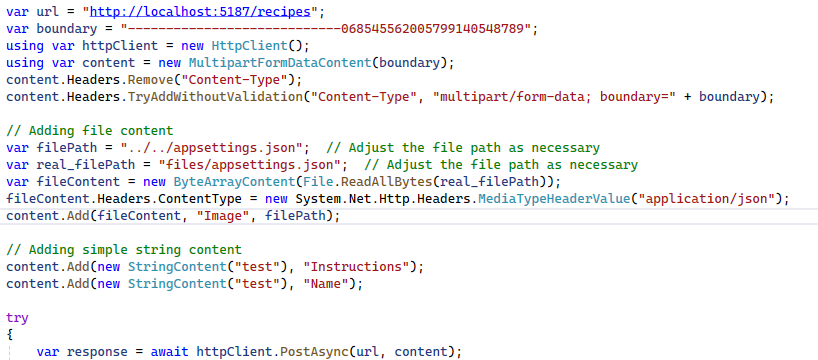 var url = "http://localhost:5187/recipes";
var boundary = "----------------------------068545562005799140548789";
using var httpClient = new HttpClient();
using var content = new MultipartFormDataContent(boundary);
content.Headers.Remove("Content-Type");
content.Headers.TryAddWithoutValidation("Content-Type", "multipart/form-data; boundary=" + boundary);
// Adding file content
var filePath = "../../appsettings.json";  // Adjust the file path as necessary
var real_filePath = "files/appsettings.json";  // Adjust the file path as necessary
var fileContent = new ByteArrayContent(File.ReadAllBytes(real_filePath));
fileContent.Headers.ContentType = new System.Net.Http.Headers.MediaTypeHeaderValue("application/json");
content.Add(fileContent, "Image", filePath);
// Adding simple string content
content.Add(new StringContent("test"), "Instructions");
content.Add(new StringContent("test"), "Name");
try
{
    var response = await httpClient.PostAsync(url, content);